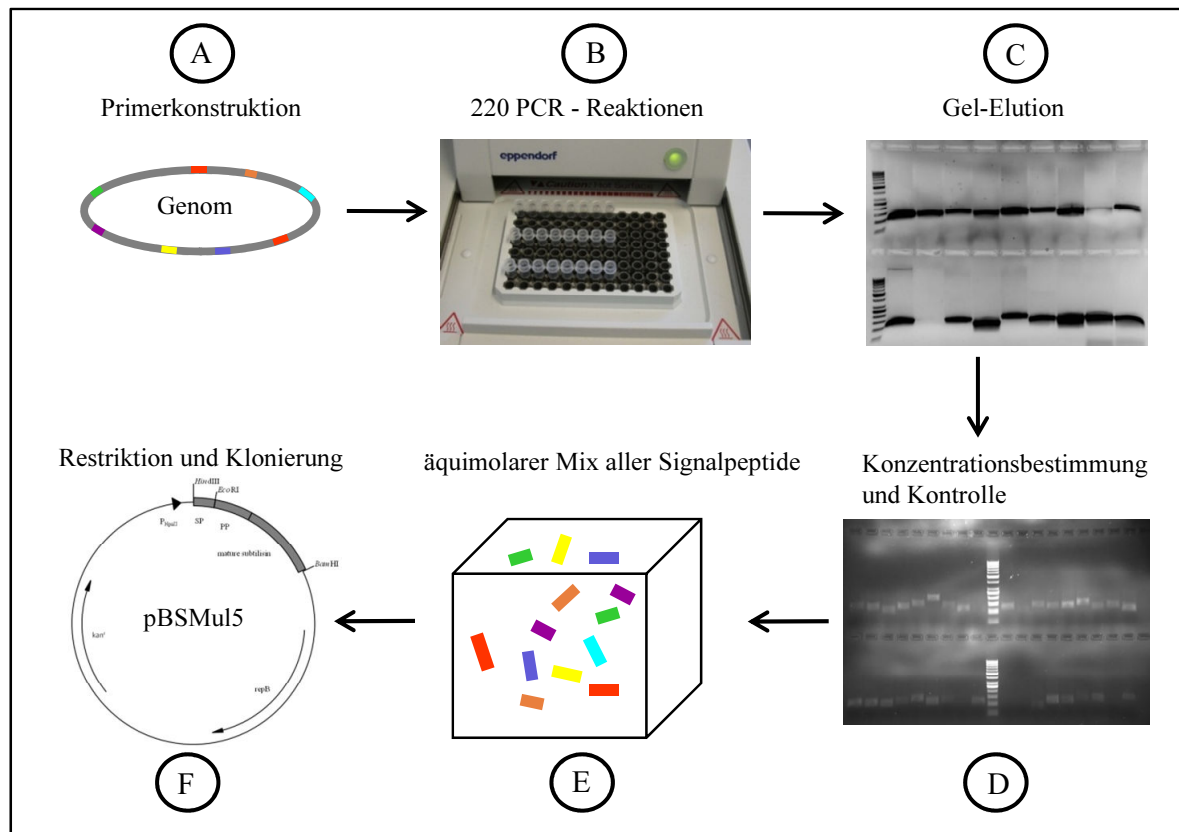 A
B
C
Primerkonstruktion
220 PCR - Reaktionen
Gel-Elution
Genom
eppendorf
Restriktion und Klonierung
äquimolarer Mix aller Signalpeptide
Konzentrationsbestimmung
und Kontrolle
HindIII
EcoRI
SP
PP
mature subtilisin
BamHI
pBSMul5
repB
F
E
D